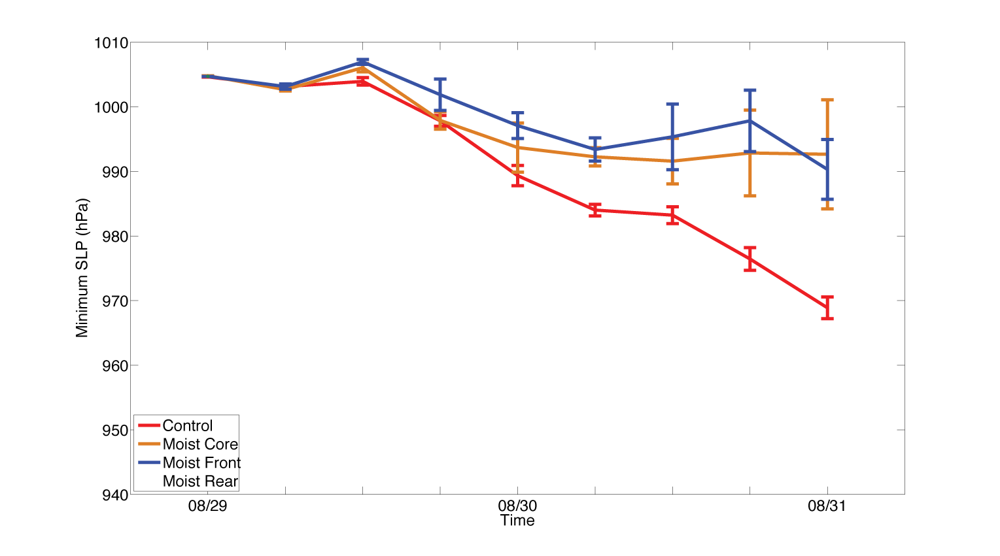 1010
1000
990
980
970
960
950
940
Minimum SLP (hPa)
Control
Moist Core
Moist Front
Moist Rear
08/29
08/30
08/31
Time